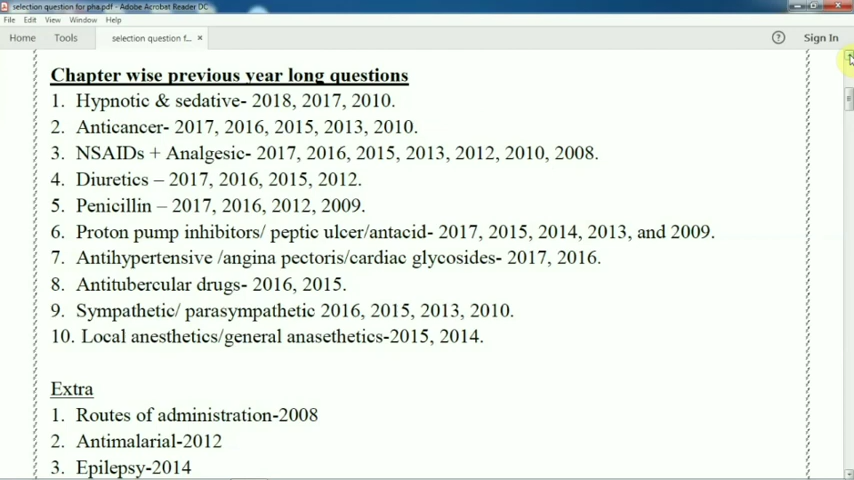 selection question for pha.pdf - Adobe Acrobat Reader DC
File Edit View Window Help
Home Tools selection question f... × ? Sign In
Chapter wise previous year long questions
1. Hypnotic & sedative- 2018, 2017, 2010.
2. Anticancer- 2017, 2016, 2015, 2013, 2010.
3. NSAIDs + Analgesic- 2017, 2016, 2015, 2013, 2012, 2010, 2008.
4. Diuretics – 2017, 2016, 2015, 2012.
5. Penicillin – 2017, 2016, 2012, 2009.
6. Proton pump inhibitors/ peptic ulcer/antacid- 2017, 2015, 2014, 2013, and 2009.
7. Antihypertensive /angina pectoris/cardiac glycosides- 2017, 2016.
8. Antitubercular drugs- 2016, 2015.
9. Sympathetic/ parasympathetic 2016, 2015, 2013, 2010.
10. Local anesthetics/general anasethetics-2015, 2014.
Extra
1. Routes of administration-2008
2. Antimalarial-2012
3. Epilepsy-2014